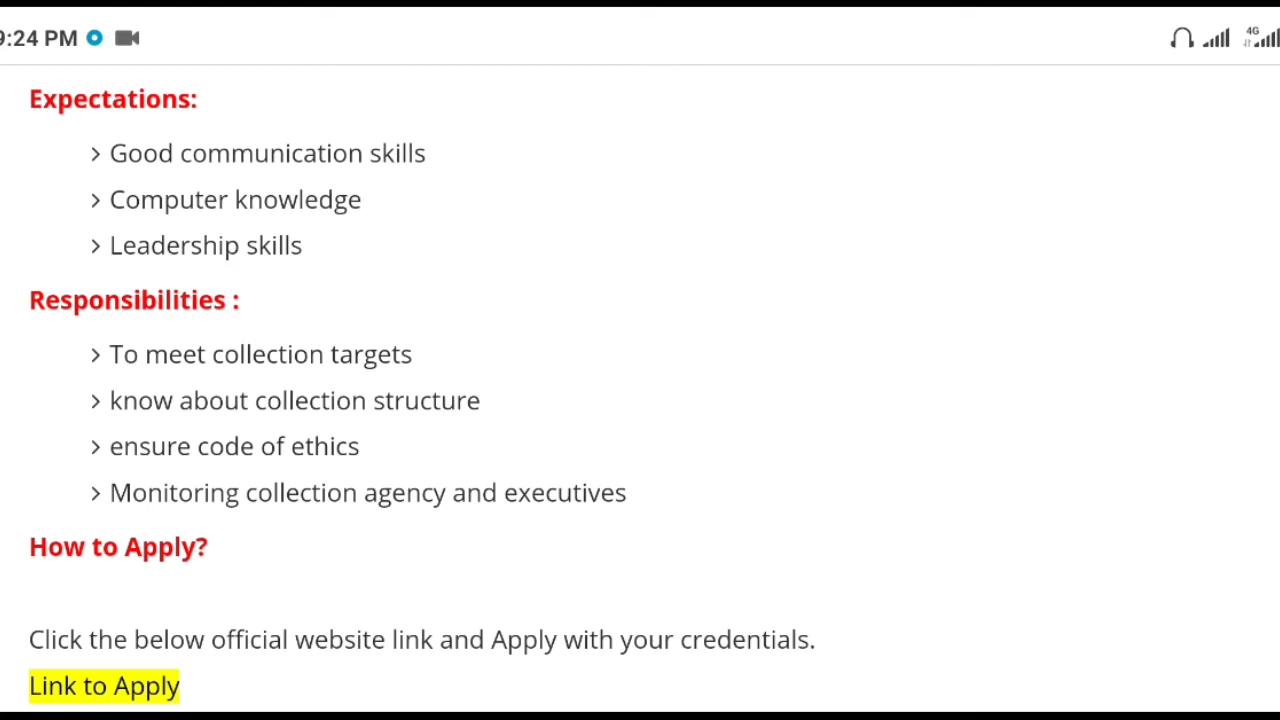 9:24 PM
4G
Expectations:
> Good communication skills
> Computer knowledge
> Leadership skills
Responsibilities :
> To meet collection targets
> know about collection structure
> ensure code of ethics
> Monitoring collection agency and executives
How to Apply?
Click the below official website link and Apply with your credentials.
Link to Apply